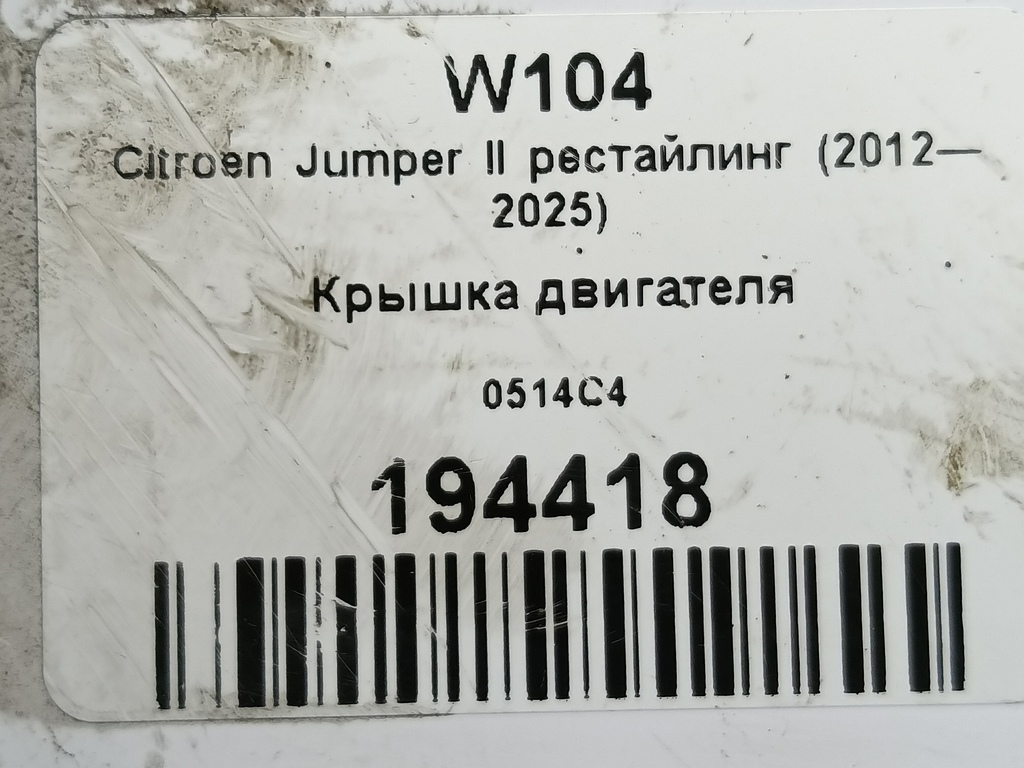 W104
Citroen Jumper II рестайлинг (2012—
2025)
Крышка двигателя
0514C4
194418